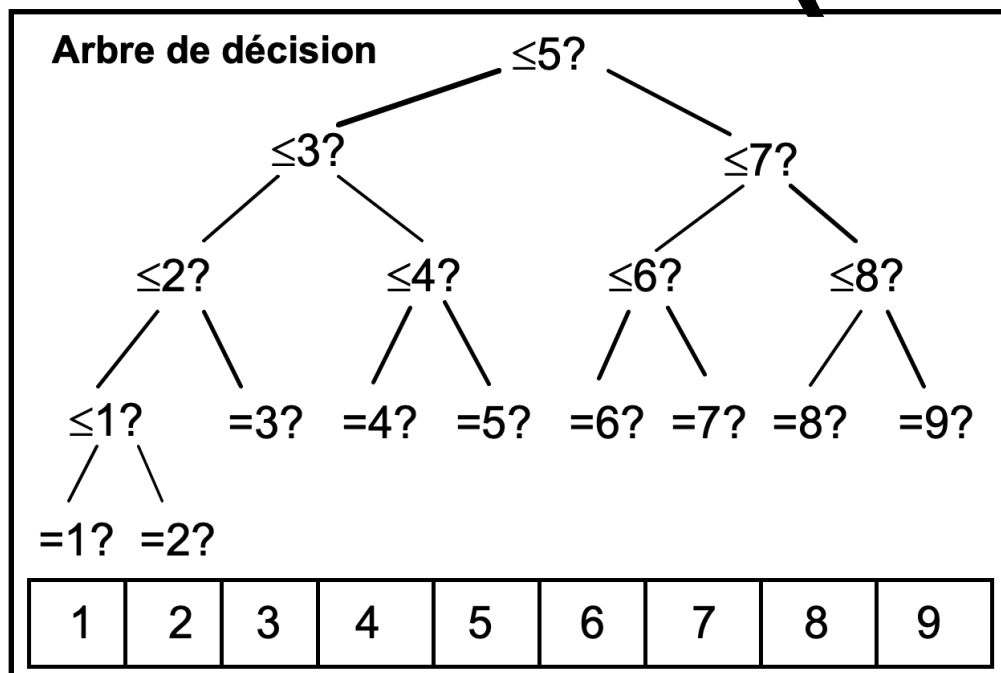 Arbre de décision
≤5?
≤3? ≤7?
≤2? ≤4? ≤6? ≤8?
≤1? =3? =4? =5? =6? =7? =8? =9?
=1? =2?
1 2 3 4 5 6 7 8 9